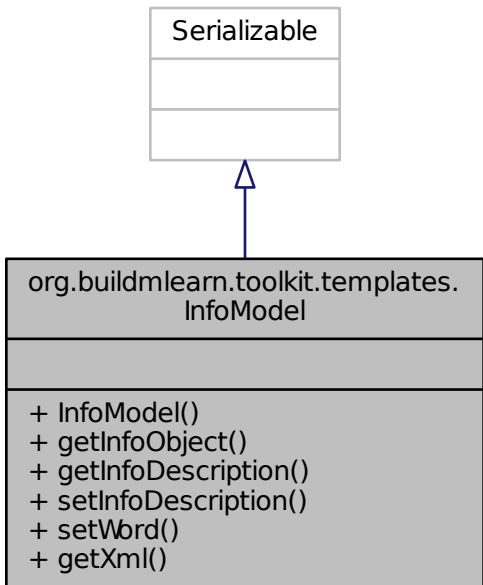 Serializable
org.buildmlearn.toolkit.templates.
InfoModel
+ InfoModel()
+ getInfoObject()
+ getInfoDescription()
+ setInfoDescription()
+ setWord()
+ getXml()